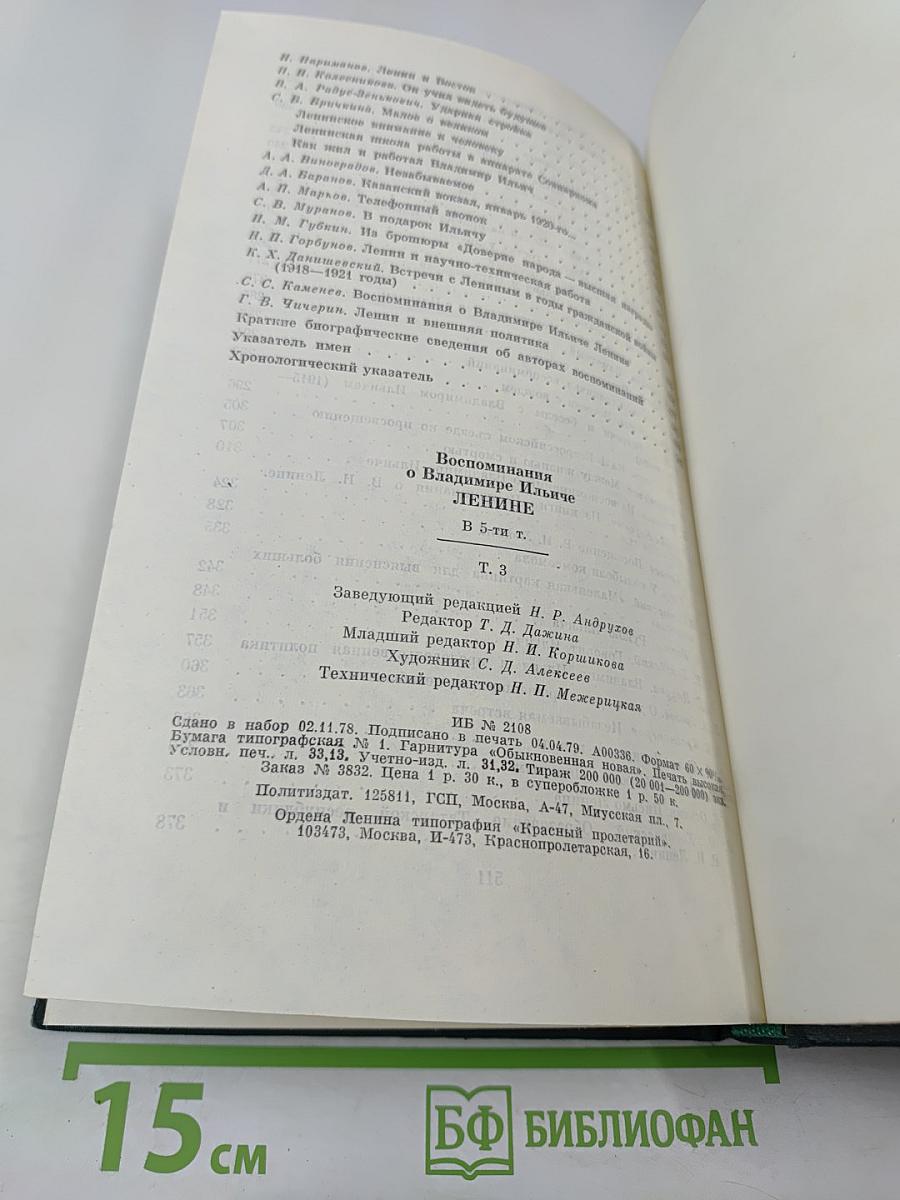 Н. Нариманов. Ленин и Восток
Н. Н. Колесникова. Он учил видеть будущее
В. А. Радус-Зенькович. Ударная стройка
С. Б. Бричкина. Малое о великом
Ленинское внимание к человеку
Ленинская школа работы в аппарате Совнаркома
Как жил и работал Владимир Ильич
А. А. Виноградов. Незабываемое
Д. А. Баранов. Казанский вокзал, январь 1920-го...
А. П. Марков. Телефонный звонок
С. В. Муранов. В подарок Ильичу
И. М. Губкин. Из брошюры «Доверие народа — высшая награда»
Н. П. Горбунов. Ленин и научно-техническая работа
К. Х. Данишевский. Встречи с Лениным в годы гражданской войны
(1918—1921 годы)
С. С. Каменев. Воспоминания о Владимире Ильиче Ленине
Г. В. Чичерин. Ленин и внешняя политика
Краткие биографические сведения об авторах воспоминаний
Указатель имен
Хронологический указатель
Воспоминания
о Владимире Ильиче
ЛЕНИНЕ
В 5-ти т.
Т. 3
Заведующий редакцией Н. Р. Андрухов
Редактор Т. Д. Дажина
Младший редактор Н. И. Коршикова
Художник С. Д. Алексеев
Технический редактор Н. П. Межерицкая
ИБ № 2108
Сдано в набор 02.11.78. Подписано в печать 04.04.79. А00336. Формат 60 × 90
Бумага типографская № 1. Гарнитура «Обыкновенная новая». Печать высокая.
Условн. печ. л. 33,13. Учетно-изд. л. 31,32. Тираж 200 000 (20 001—200 000) экз.
Заказ № 3832. Цена 1 р. 30 к., в суперобложке 1 р. 50 к.
Политиздат. 125811, ГСП, Москва, А-47, Миусская пл., 7.
Ордена Ленина типография «Красный пролетарий».
103473, Москва, И-473, Краснопролетарская, 16.
15 см
БФ БИБЛИОФАН